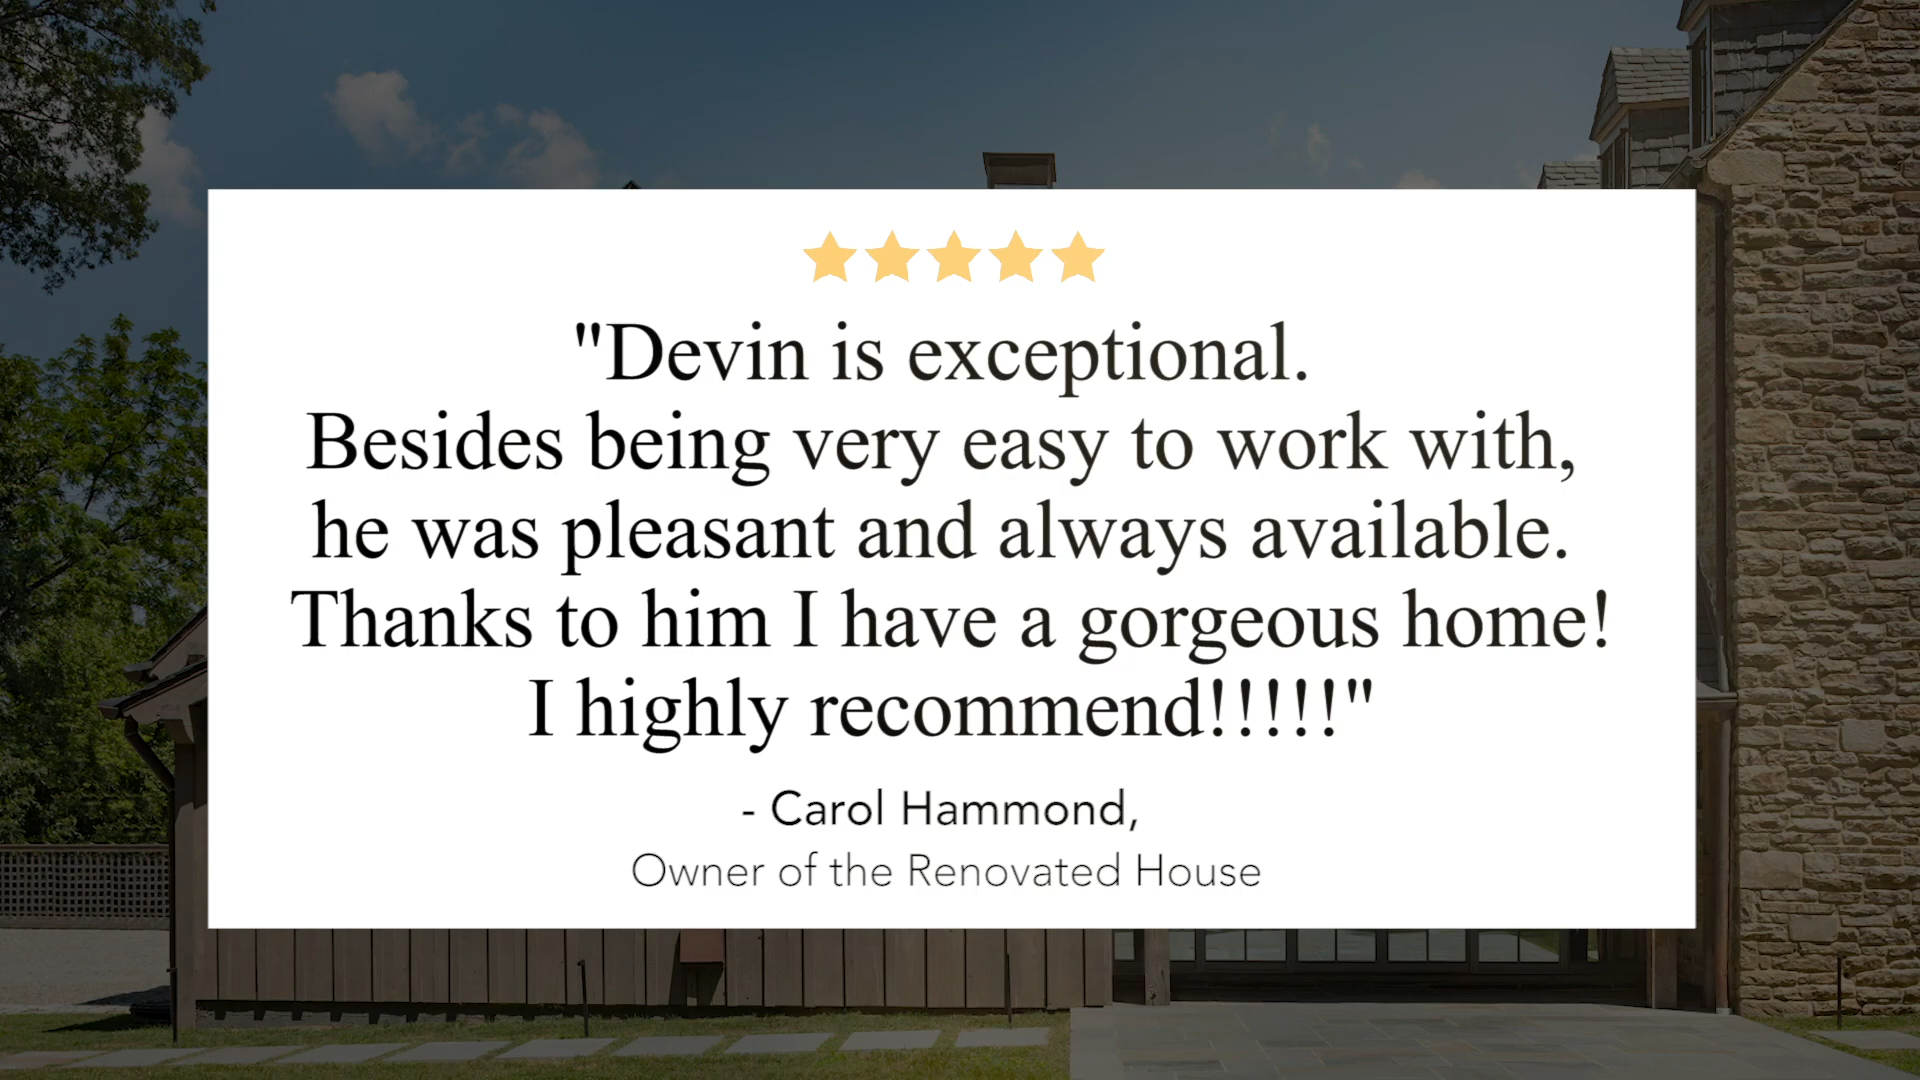 "Devin is exceptional.
Besides being very easy to work with,
he was pleasant and always available.
Thanks to him I have a gorgeous home!
I highly recommend!!!!!"
- Carol Hammond,
Owner of the Renovated House